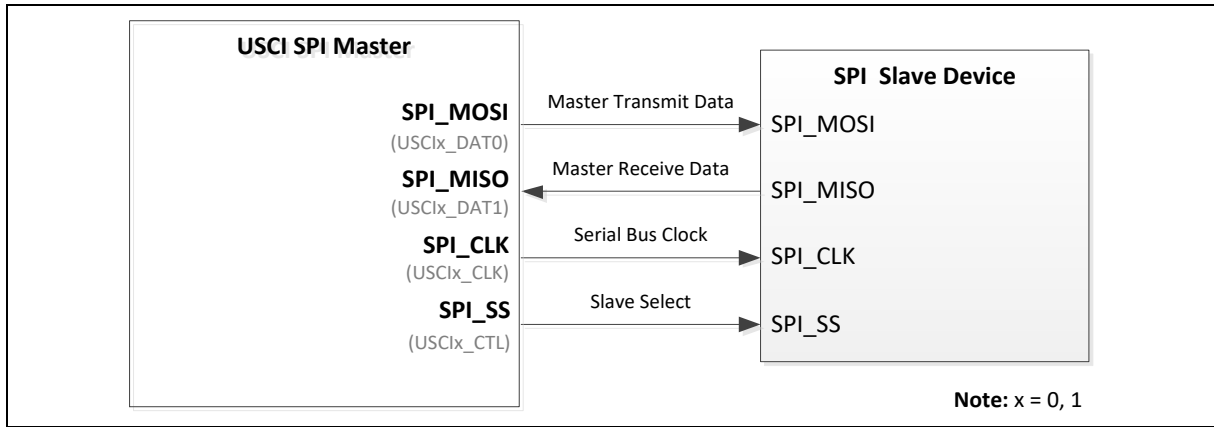 USCI SPI Master
SPI Slave Device
SPI_MOSI
(USCIx_DAT0)
Master Transmit Data
SPI_MOSI
SPI_MISO
(USCIx_DAT1)
Master Receive Data
SPI_MISO
SPI_CLK
(USCIx_CLK)
Serial Bus Clock
SPI_CLK
SPI_SS
(USCIx_CTL)
Slave Select
SPI_SS
Note: x = 0, 1